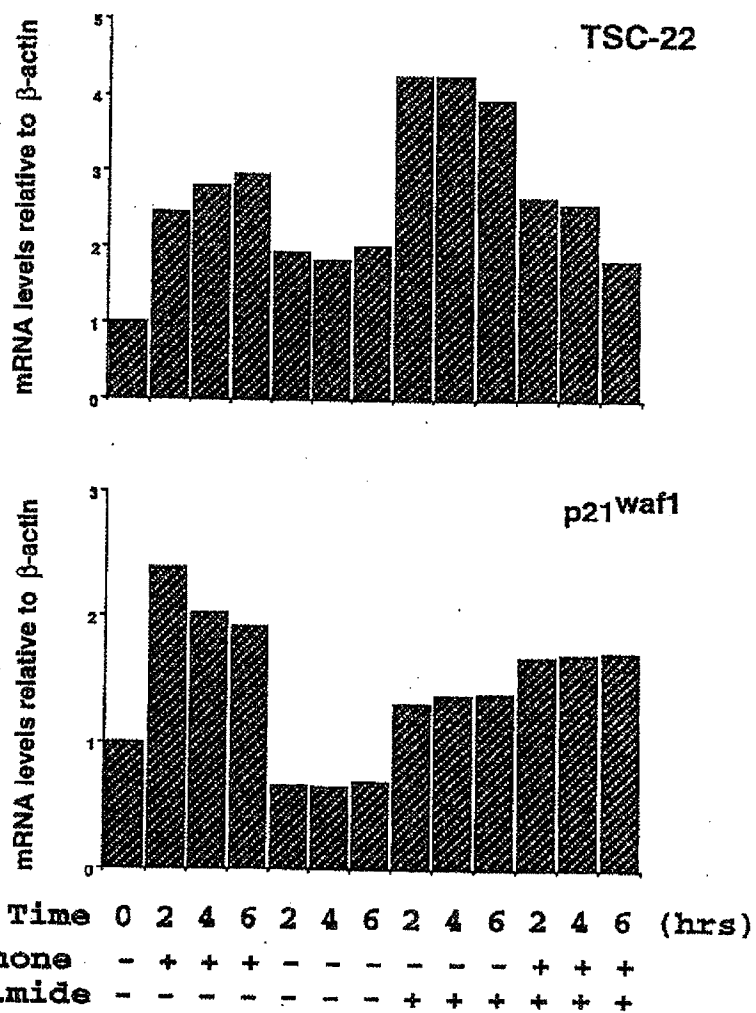 TSC-22
mRNA levels relative to β-actin
5
4
3
2
1
0
p21waf1
mRNA levels relative to β-actin
3
2
1
0
Time 0 2 4 6 2 4 6 2 4 6 2 4 6 (hrs)
none - + + + - - - - - - + + +
mide - - - - - - - + + + + + +